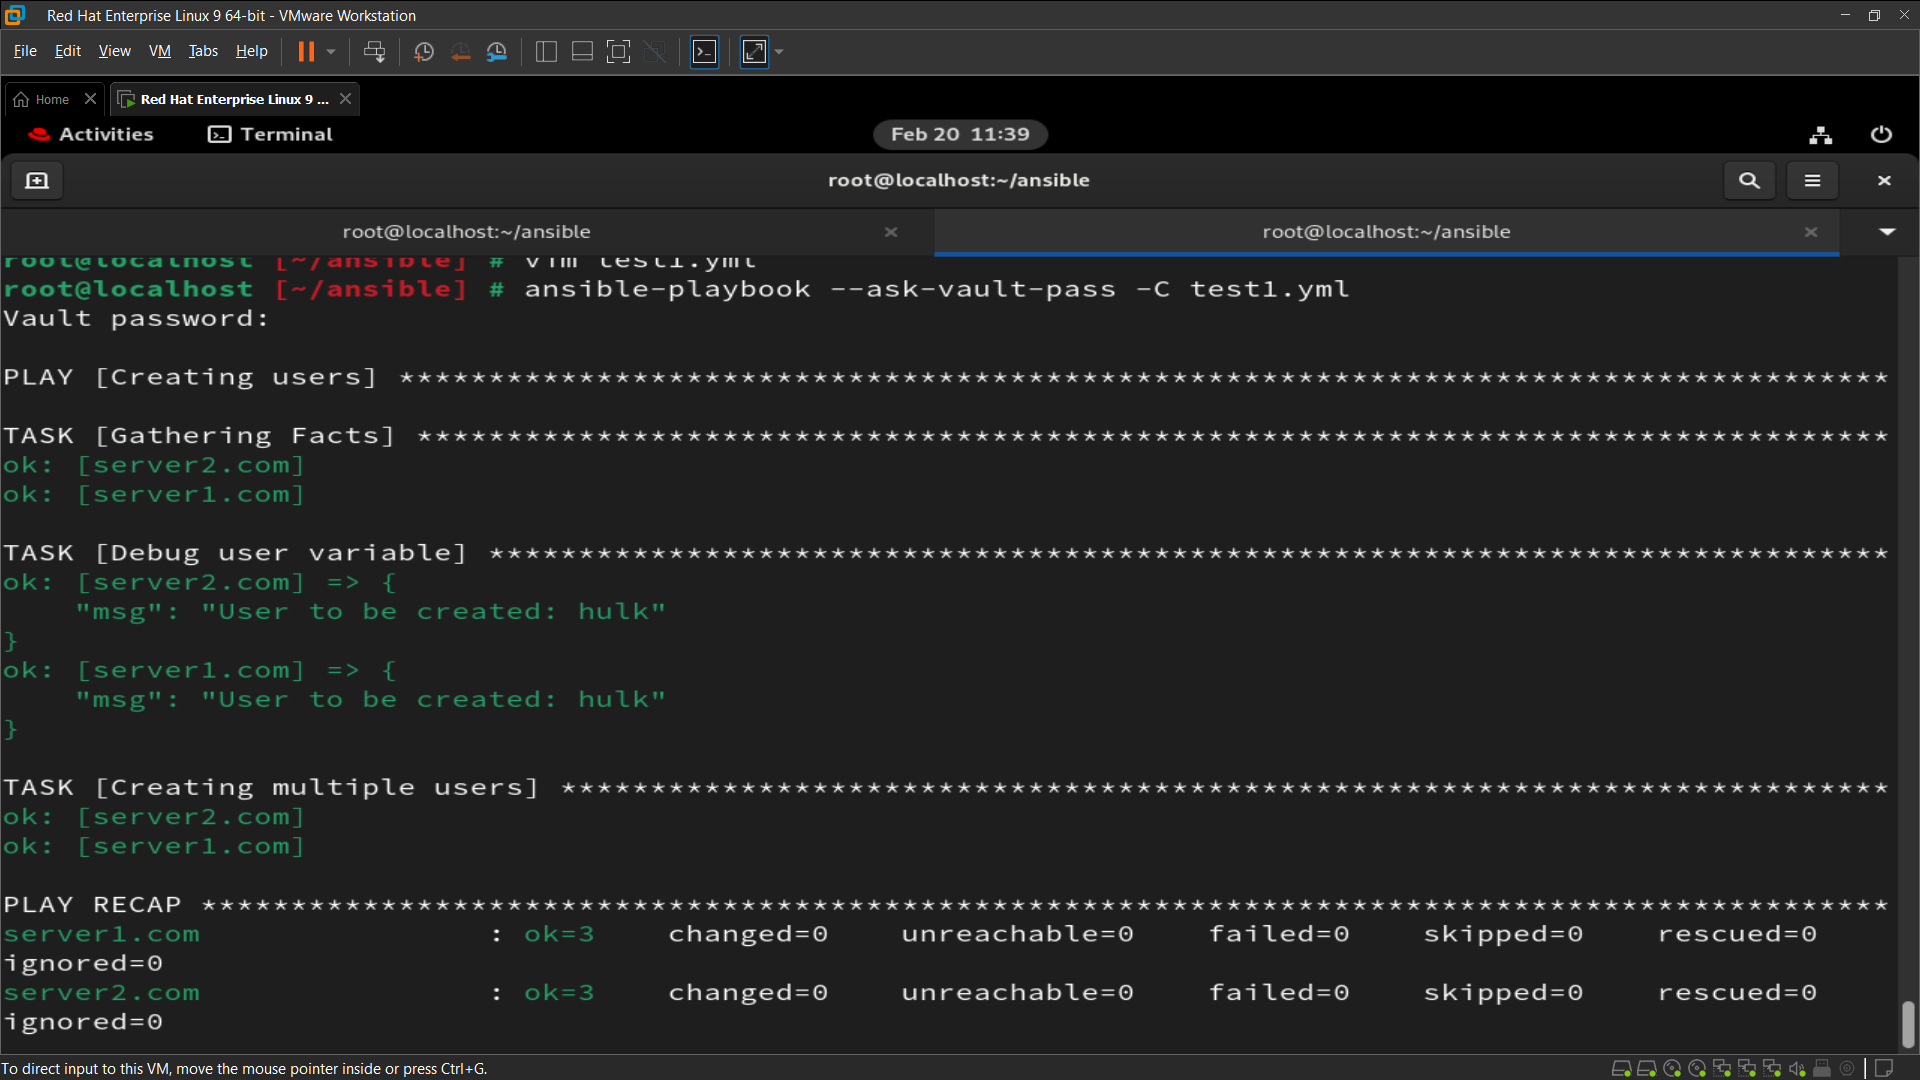 Red Hat Enterprise Linux 9 64-bit - VMware Workstation
File Edit View VM Tabs Help
Home
Red Hat Enterprise Linux 9 ...
Activities Terminal Feb 20 11:39
root@localhost:~/ansible
root@localhost:~/ansible root@localhost:~/ansible
root@localhost [~/ansible] # vim test1.yml
root@localhost [~/ansible] # ansible-playbook --ask-vault-pass -C test1.yml
Vault password:
PLAY [Creating users] ***********************************************************************************
TASK [Gathering Facts] **********************************************************************************
ok: [server2.com]
ok: [server1.com]
TASK [Debug user variable] ******************************************************************************
ok: [server2.com] => {
    "msg": "User to be created: hulk"
}
ok: [server1.com] => {
    "msg": "User to be created: hulk"
}
TASK [Creating multiple users] **************************************************************************
ok: [server2.com]
ok: [server1.com]
PLAY RECAP **********************************************************************************************
server1.com                : ok=3    changed=0    unreachable=0    failed=0    skipped=0    rescued=0
ignored=0
server2.com                : ok=3    changed=0    unreachable=0    failed=0    skipped=0    rescued=0
ignored=0
To direct input to this VM, move the mouse pointer inside or press Ctrl+G.